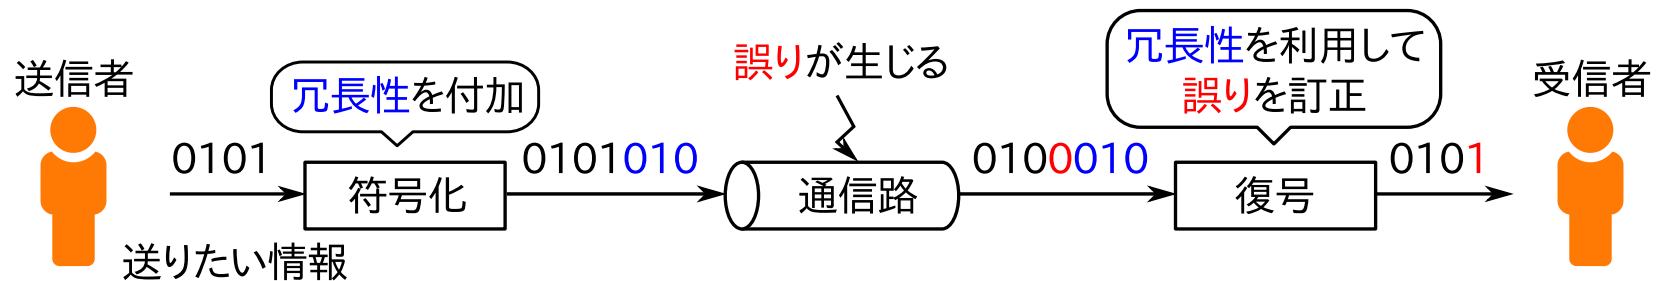 送信者
0101
送りたい情報
冗長性を付加
符号化
0101010
誤りが生じる
通信路
0100010
冗長性を利用して
誤りを訂正
復号
0101
受信者